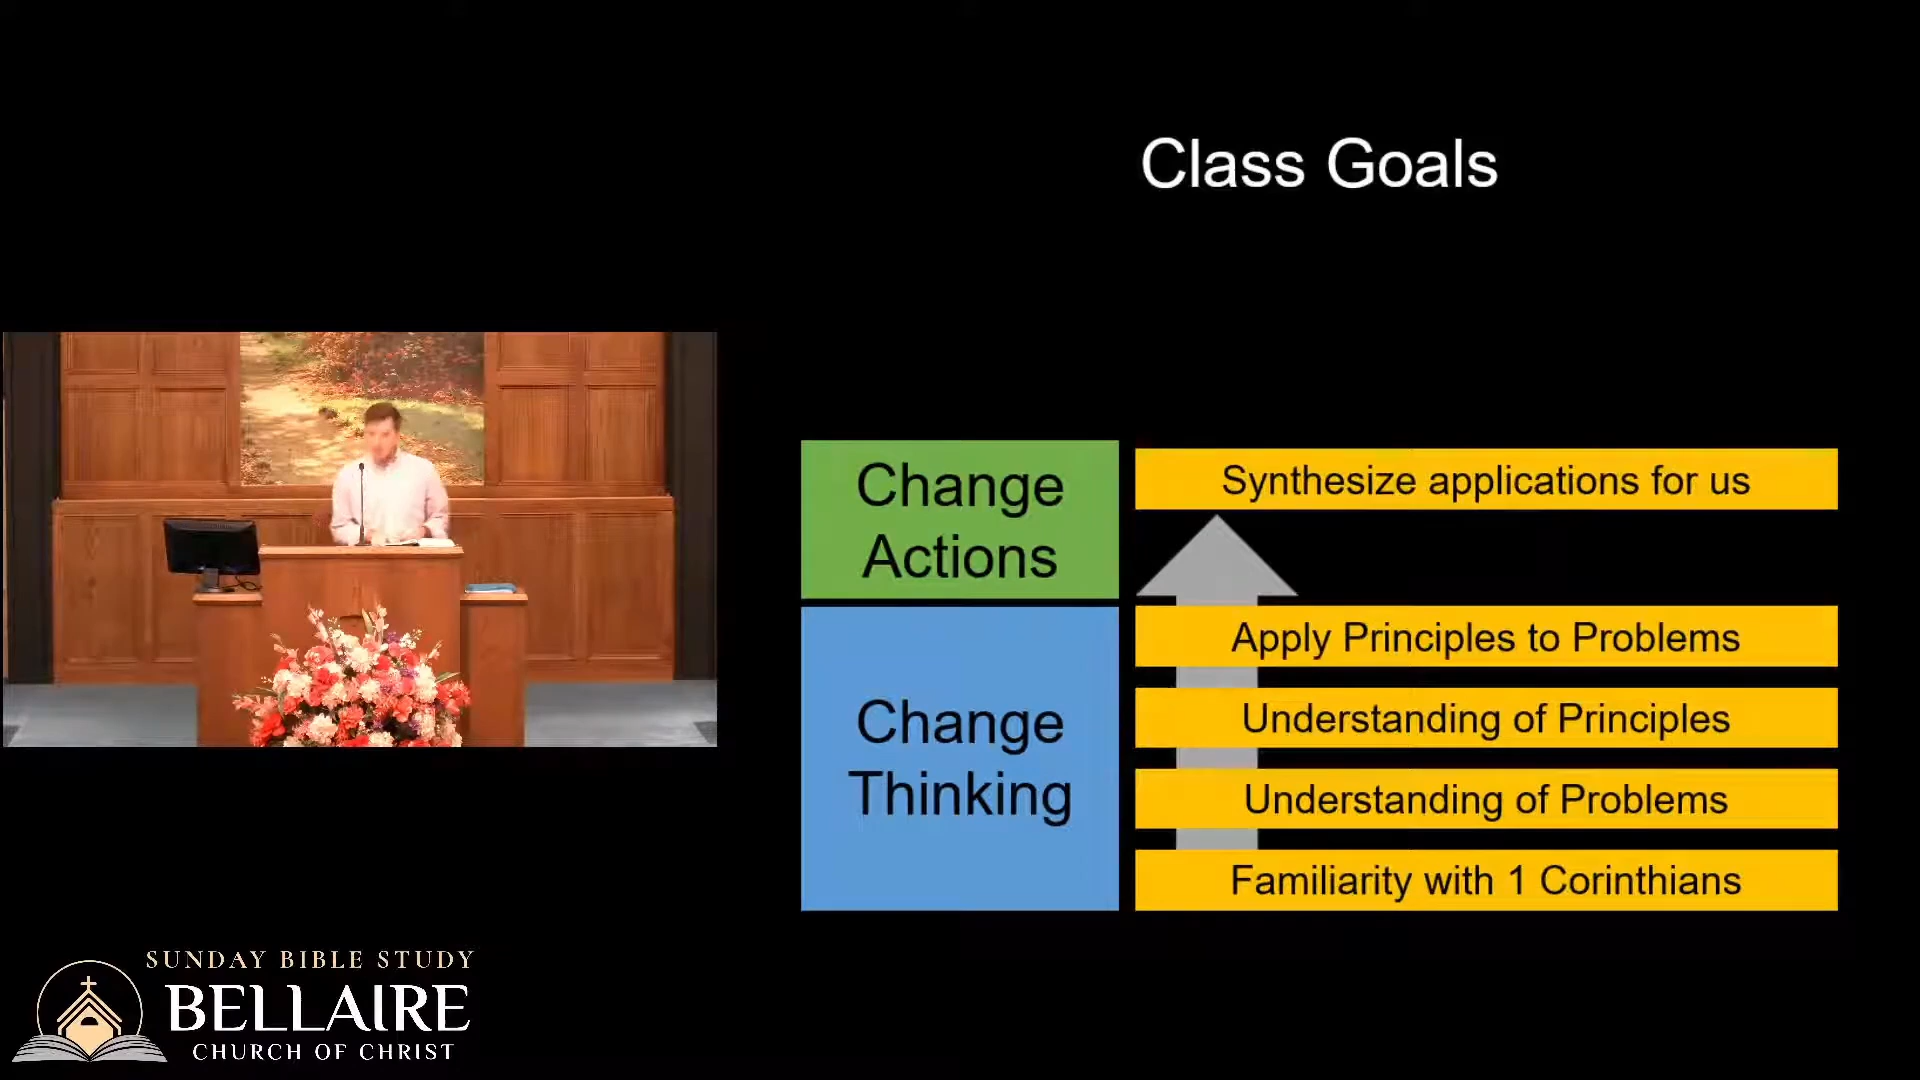 Class Goals
Change
Actions
Synthesize applications for us
Change
Thinking
Apply Principles to Problems
Understanding of Principles
Understanding of Problems
Familiarity with 1 Corinthians
SUNDAY BIBLE STUDY
BELLAIRE
CHURCH OF CHRIST